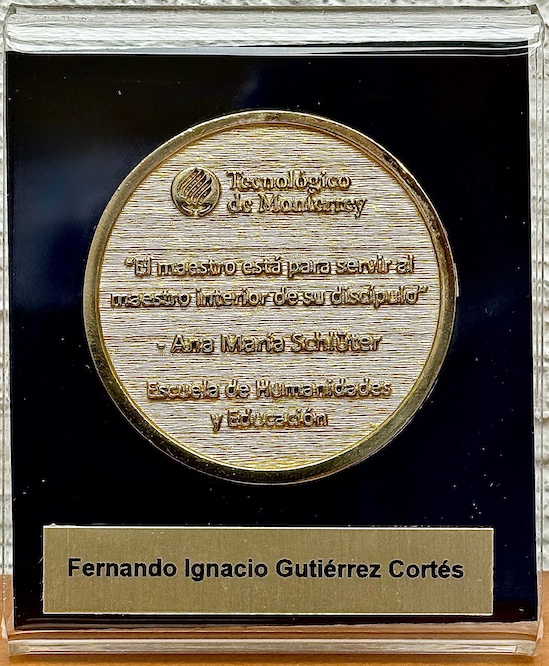 Tecnológico
de Monterrey
"El maestro está para servir al
maestro interior de su discípulo"
- Ana María Schlüter
Escuela de Humanidades
y Educación
Fernando Ignacio Gutiérrez Cortés